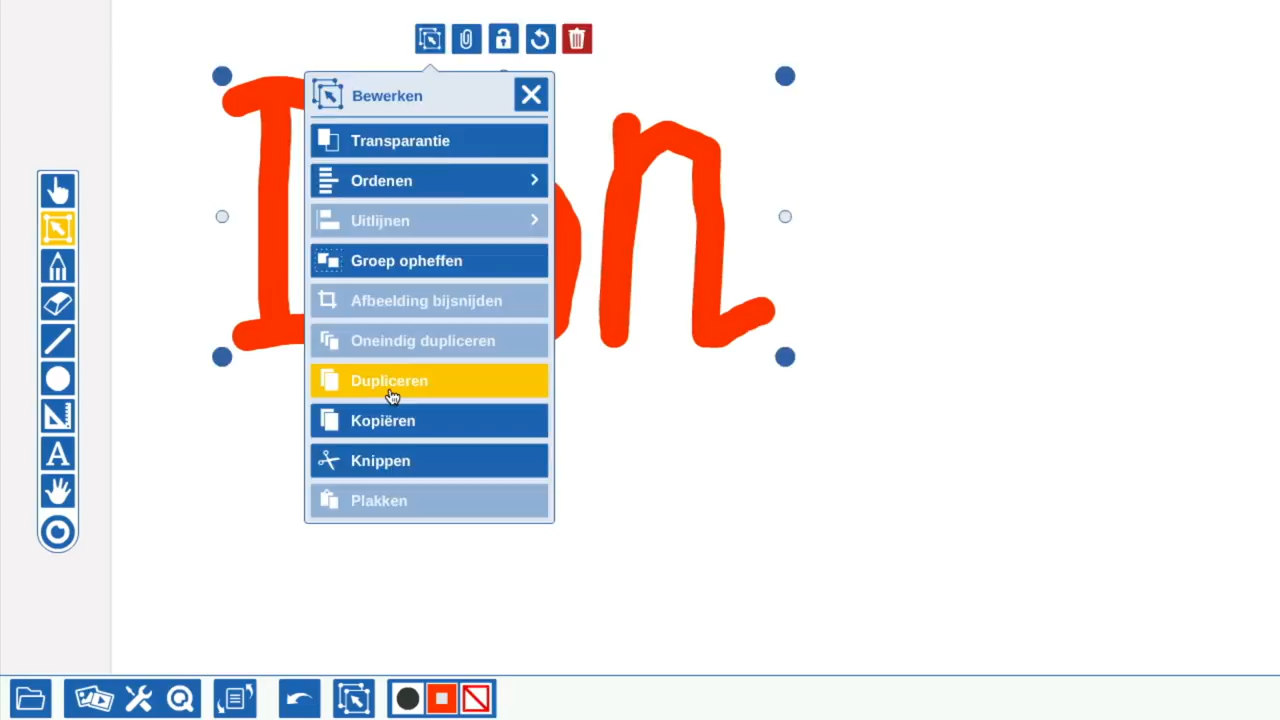 Bewerken
Transparantie
Ordenen
Uitlijnen
Groep opheffen
Afbeelding bijsnijden
Oneindig dupliceren
Dupliceren
Kopiëren
Knippen
Plakken
A